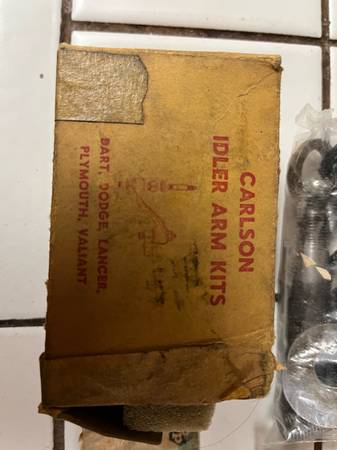 CARLSON
IDLER ARM KITS
DART, DODGE, LANCER,
PLYMOUTH, VALIANT